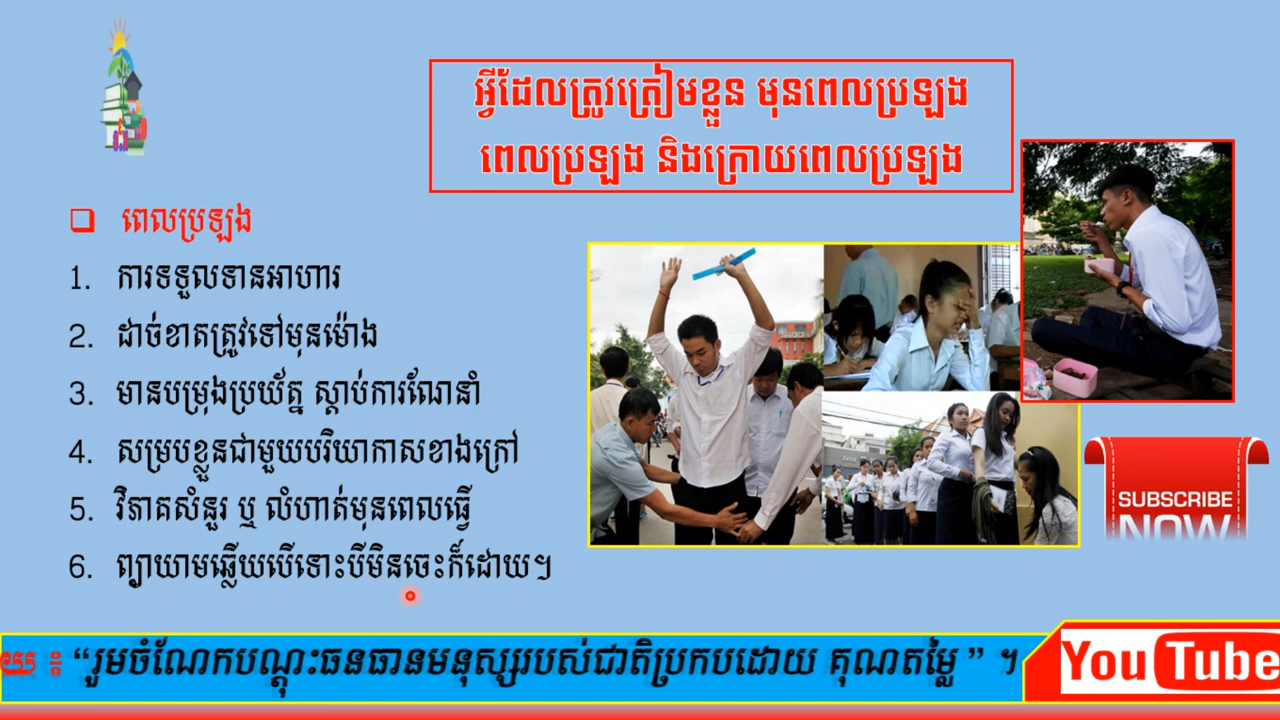 អ្វីដែលត្រូវត្រៀមខ្លួន មុនពេលប្រឡង
ពេលប្រឡង និងក្រោយពេលប្រឡង
❑ ពេលប្រឡង
1. ការទទួលទានអាហារ
2. ដាច់ខាតត្រូវទៅមុនម៉ោង
3. មានបម្រុងប្រយ័ត្ន ស្តាប់ការណែនាំ
4. សម្របខ្លួនជាមួយបរិយាកាសខាងក្រៅ
5. វិភាគសំនួរ ឬ លំហាត់មុនពេលធ្វើ
6. ព្យាយាមឆ្លើយបើទោះបីមិនចេះក៏ដោយ។
SUBSCRIBE
NOW
យ ៖ “រួមចំណែកបណ្តុះធនធានមនុស្សរបស់ជាតិប្រកបដោយ គុណតម្លៃ” ។
YouTube